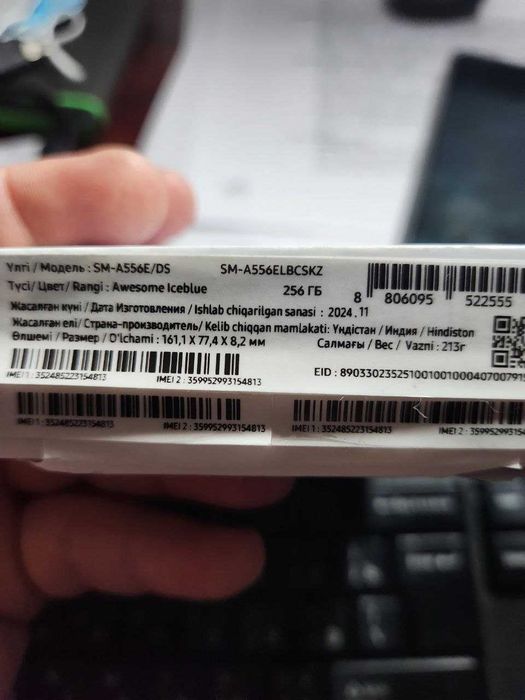 Үлгі / Модель : SM-A556E/DS SM-A556ELBCSKZ
Түсі/ Цвет/ Rangi : Awesome Iceblue 256 ГБ
8 806095 522555
Жасалған күні / Дата Изготовления / Ishlab chiqarilgan sanasi : 2024 . 11
Жасалған елі/ Страна-производитель/ Kelib chiqqan mamlakati: Үндістан / Индия / Hindiston
Өлшемі / Размер / O'lchami : 161,1 X 77,4 X 8,2 мм Салмағы / Вес / Vazni : 213г
IMEI 1 : 352485223154813 IMEI 2 : 359952993154813
EID :
IMEI 1 : 352485223154813 IMEI 2 : 359952993154813
IMEI 1 : 352485223154813 IMEI 2 :